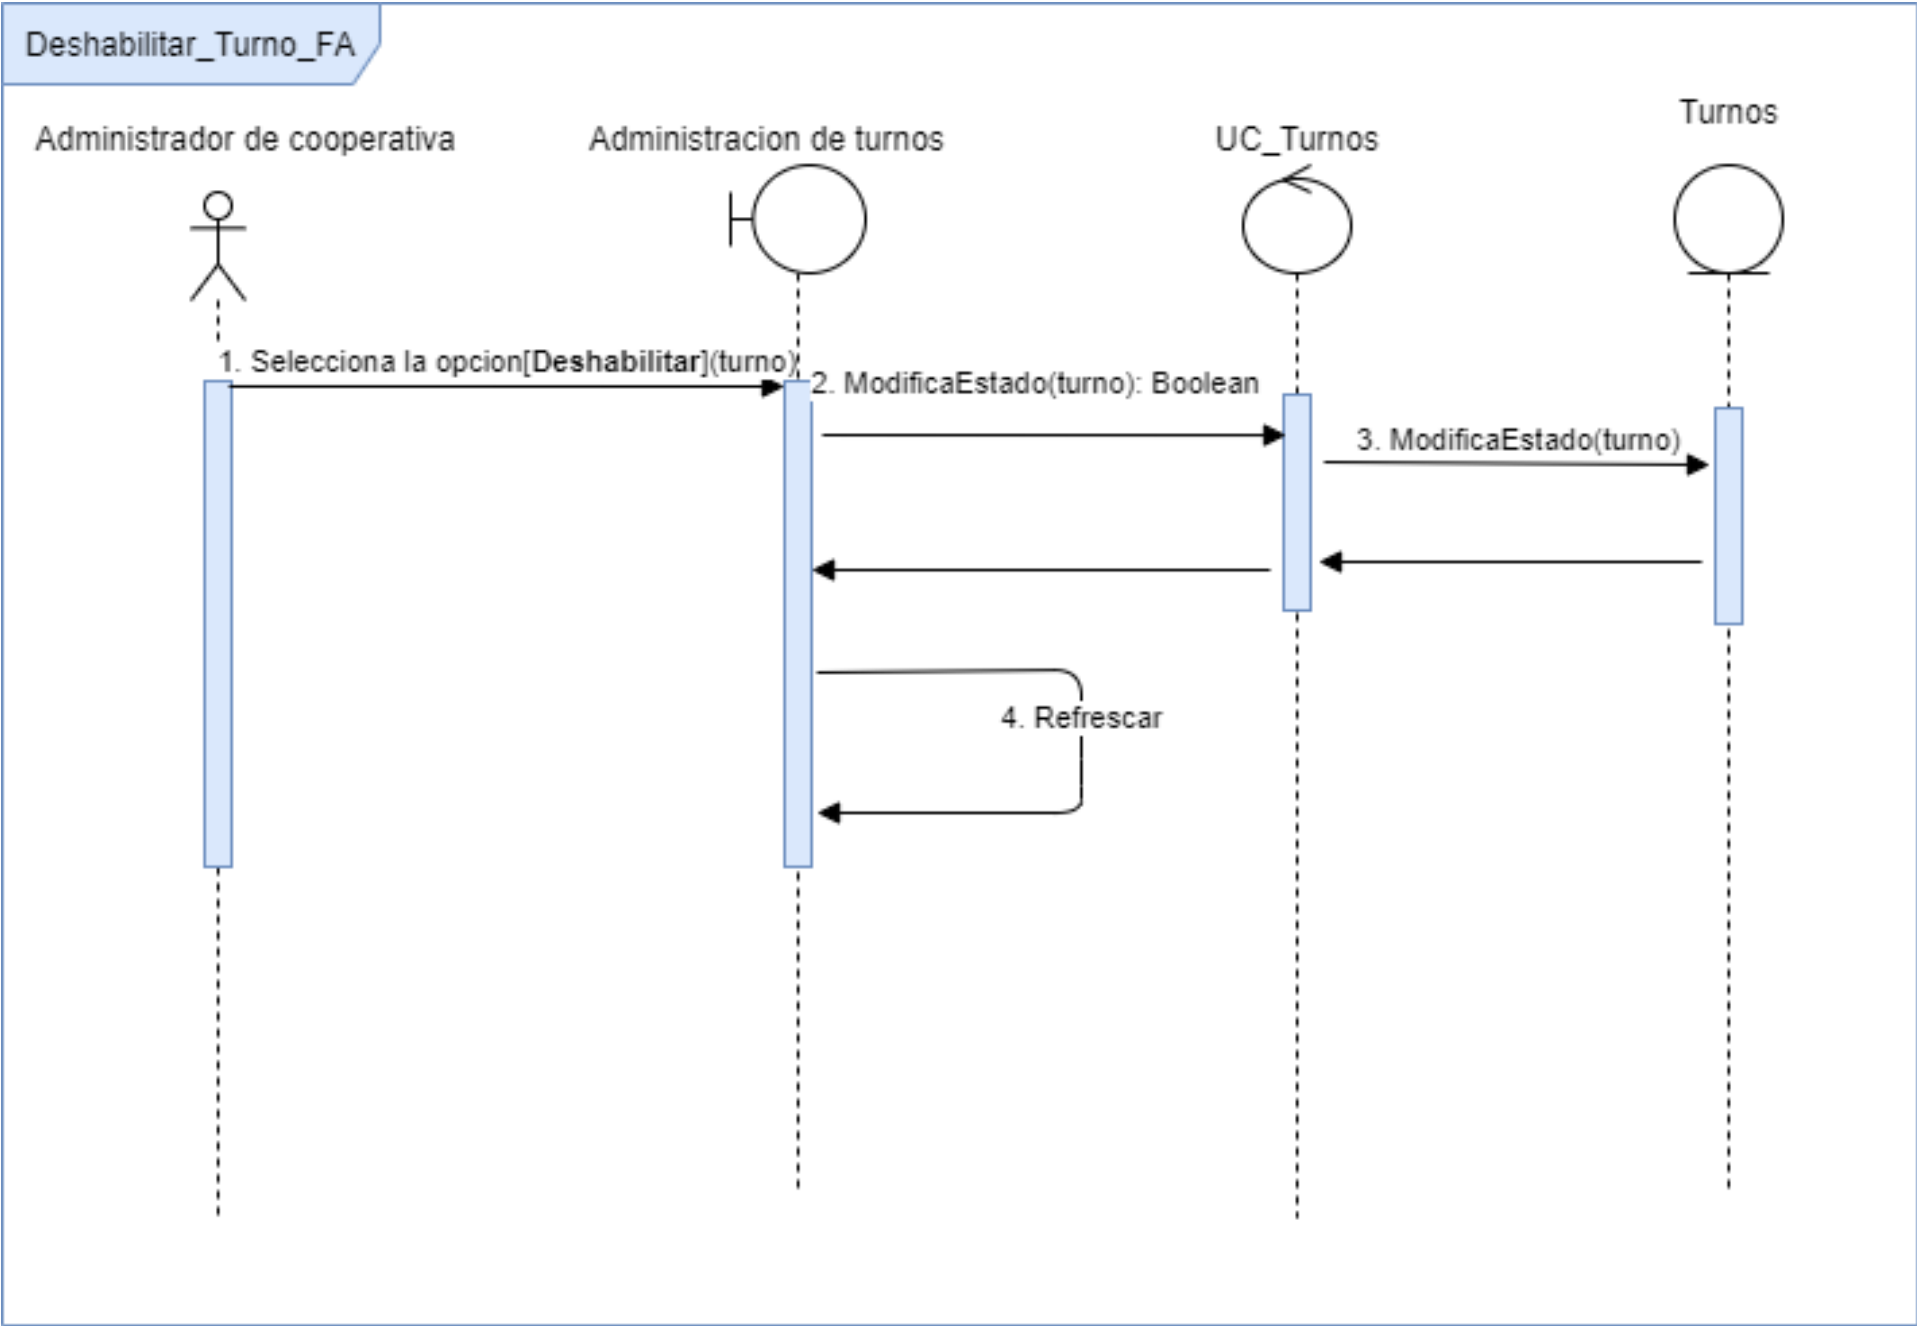 Deshabilitar_Turno_FA
Administrador de cooperativa
Administracion de turnos
UC_Turnos
Turnos
1. Selecciona la opcion[Deshabilitar](turno)
2. ModificaEstado(turno): Boolean
3. ModificaEstado(turno)
4. Refrescar